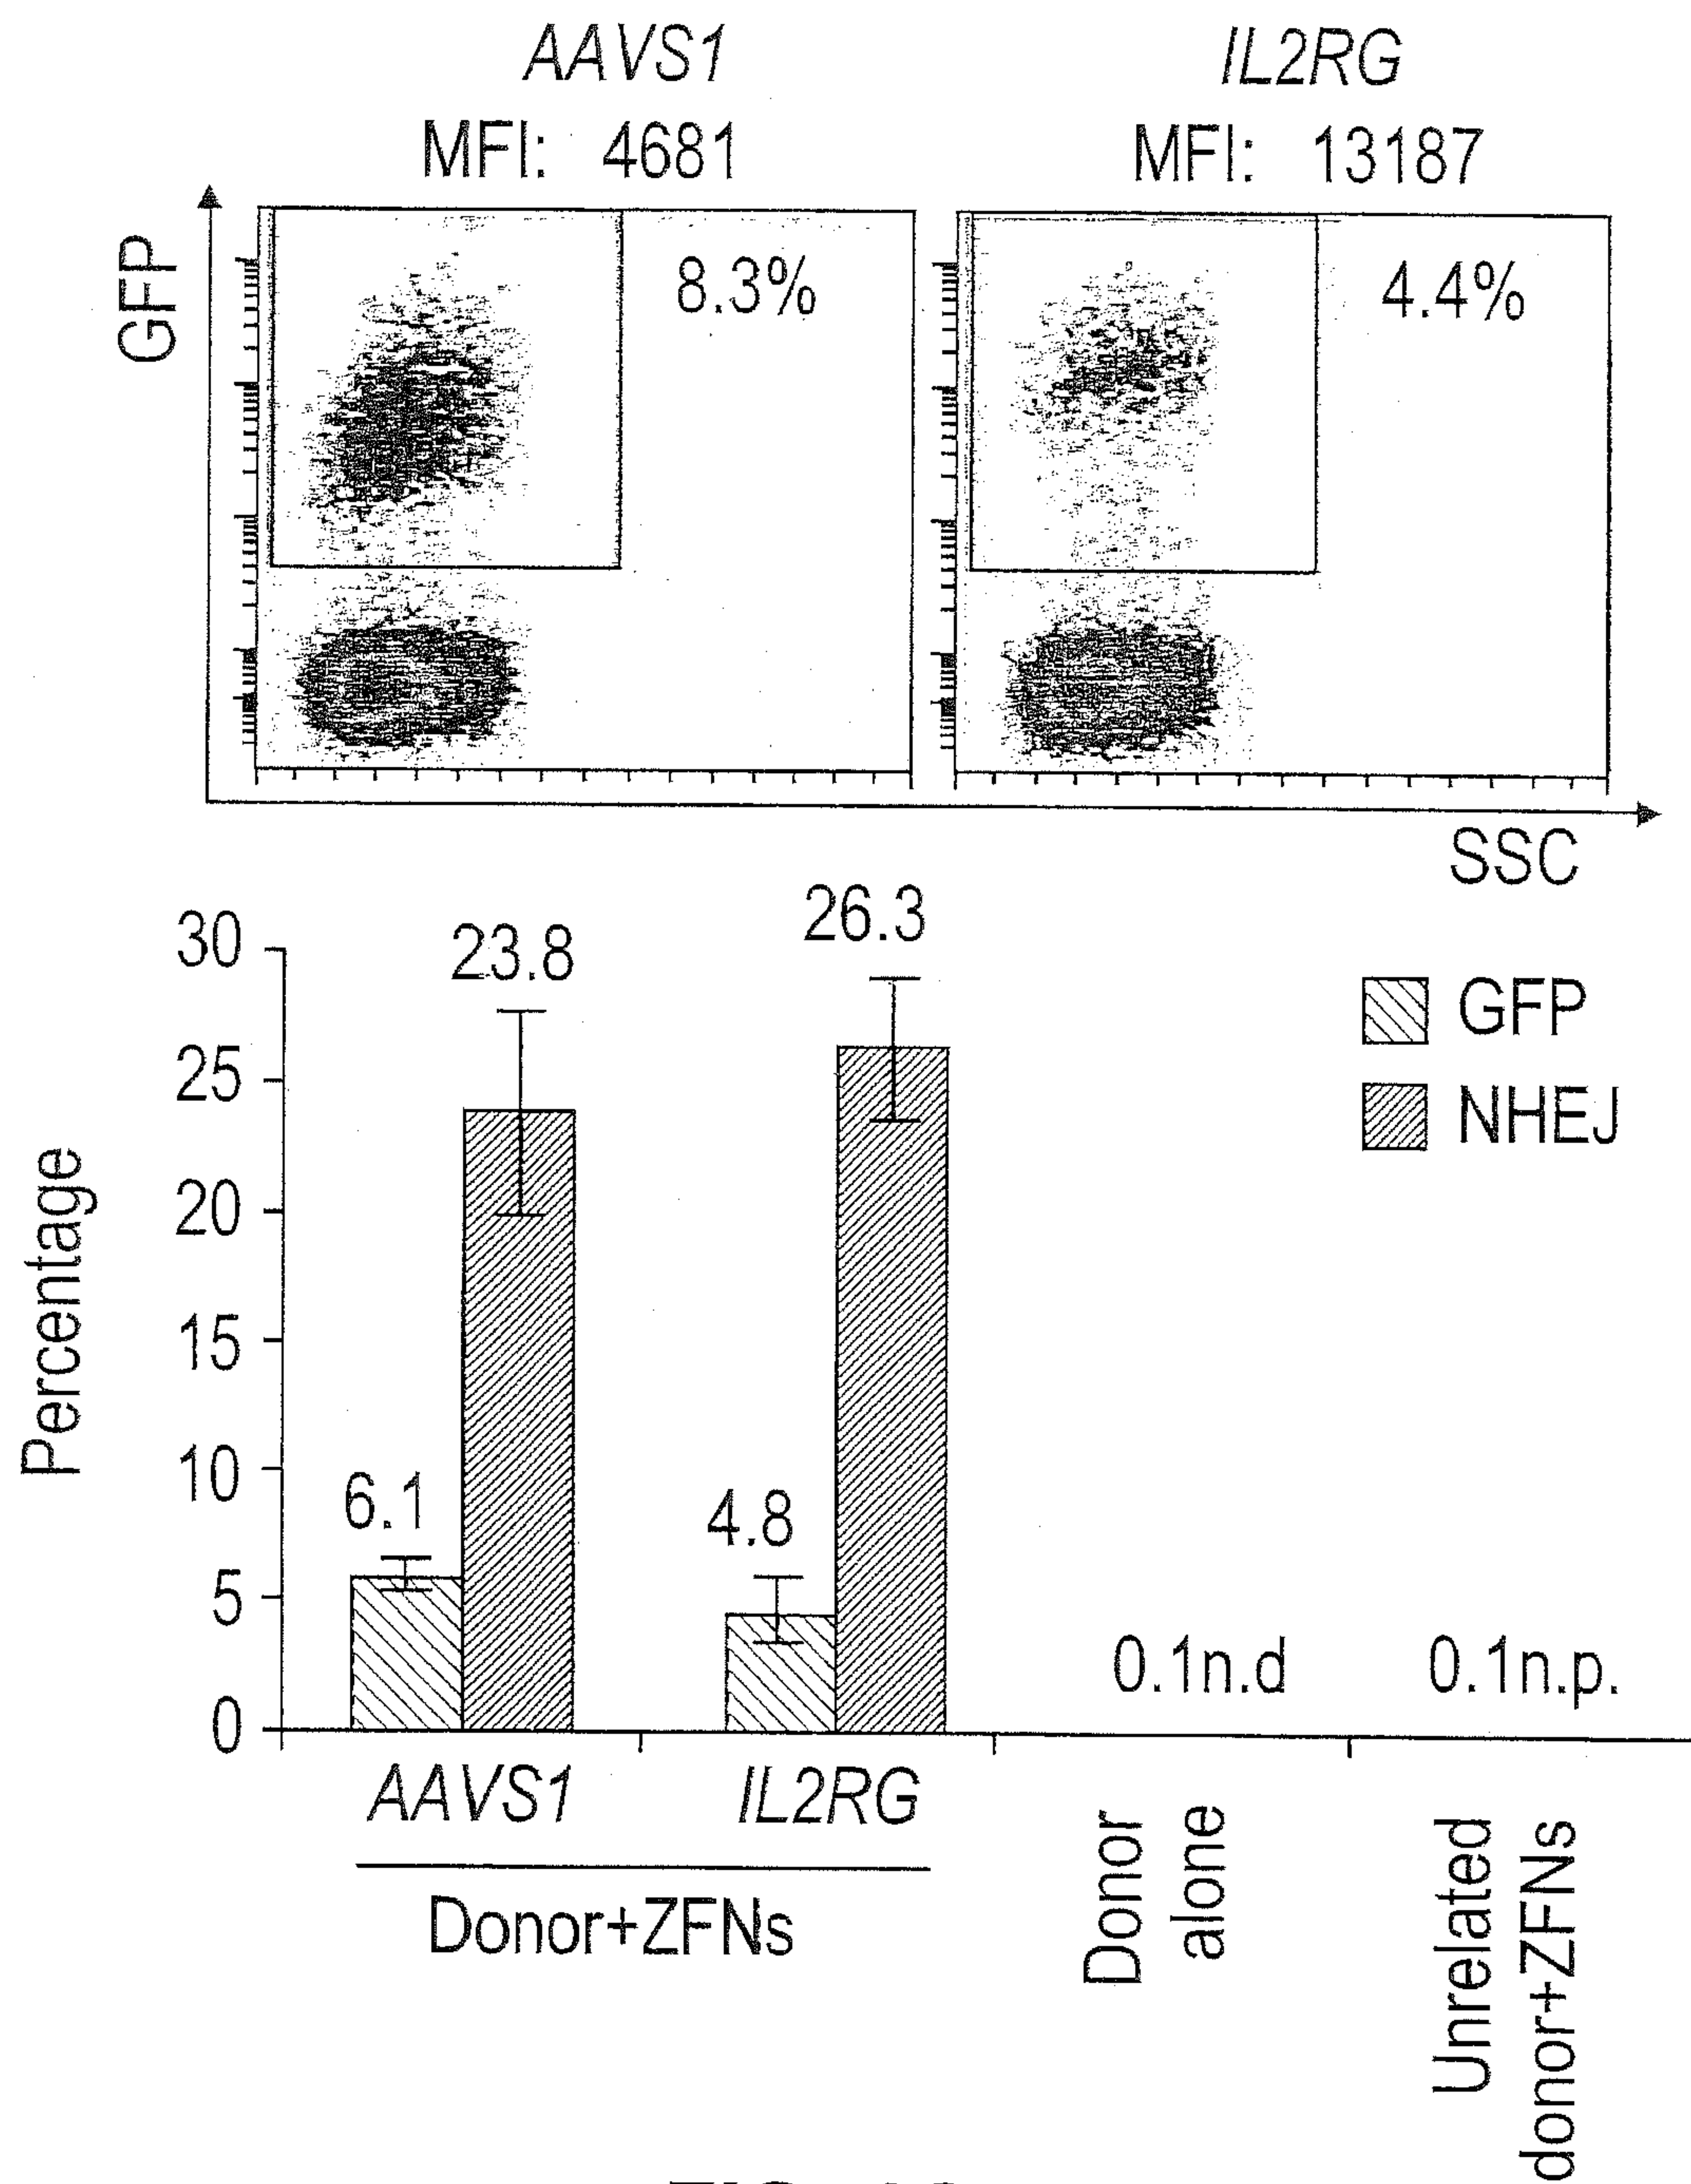 AAVS1
MFI: 4681
IL2RG
MFI: 13187
GFP
8.3%
4.4%
SSC
30
25
20
15
10
5
0
Percentage
23.8
26.3
6.1
4.8
0.1n.d
0.1n.p.
GFP
NHEJ
AAVS1
IL2RG
Donor+ZFNs
Donor
alone
Unrelated
donor+ZFNs